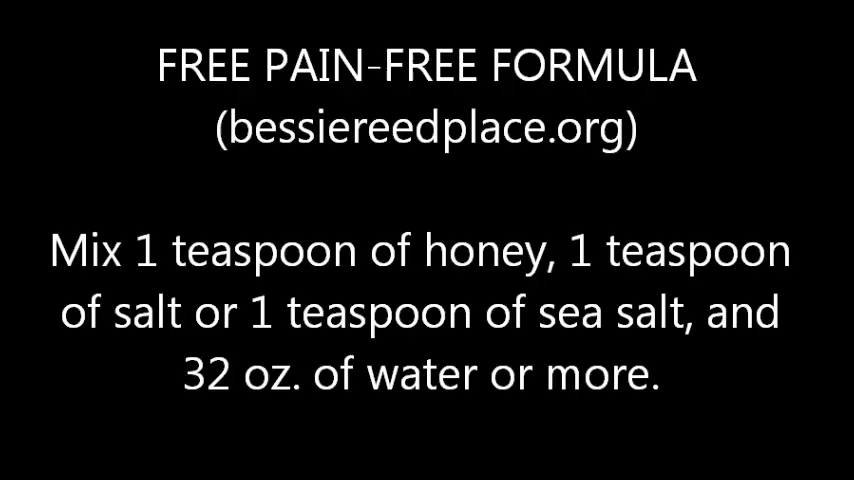 FREE PAIN-FREE FORMULA
(bessiereedplace.org)
Mix 1 teaspoon of honey, 1 teaspoon
of salt or 1 teaspoon of sea salt, and
32 oz. of water or more.